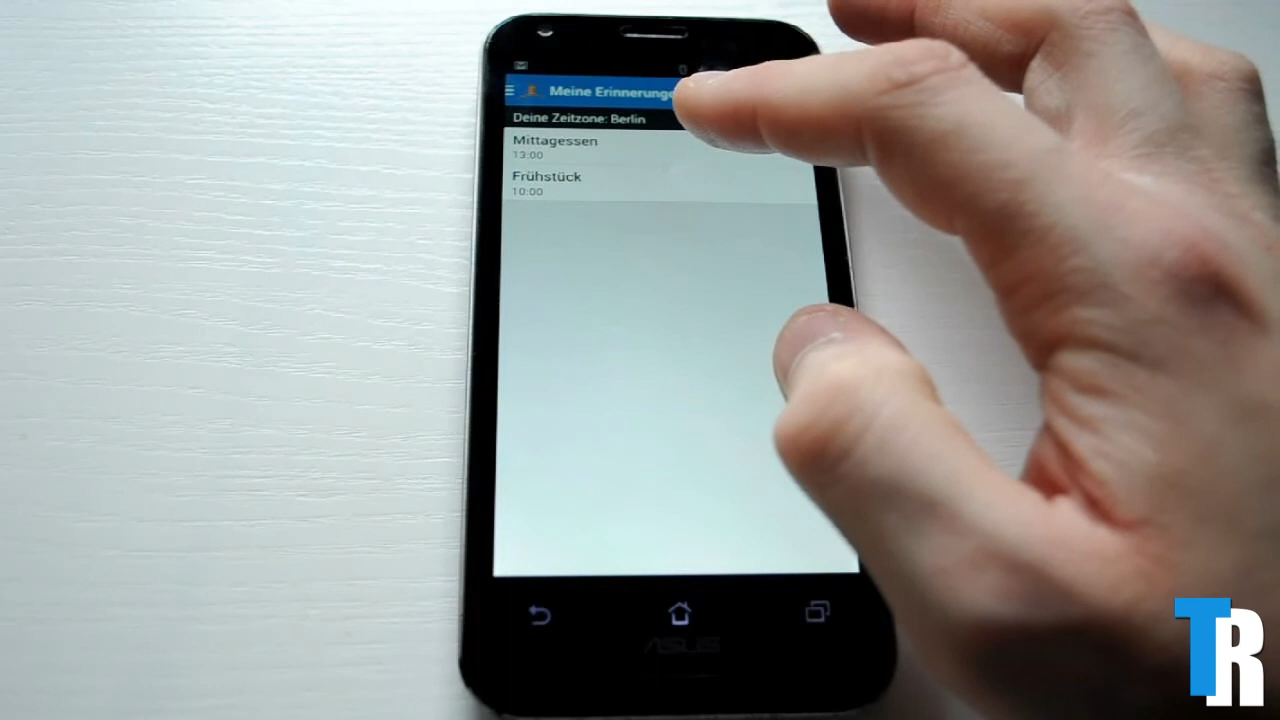 Meine Erinnerunge
Deine Zeitzone: Berlin
Mittagessen
13:00
Frühstück
10:00
ASUS
TR